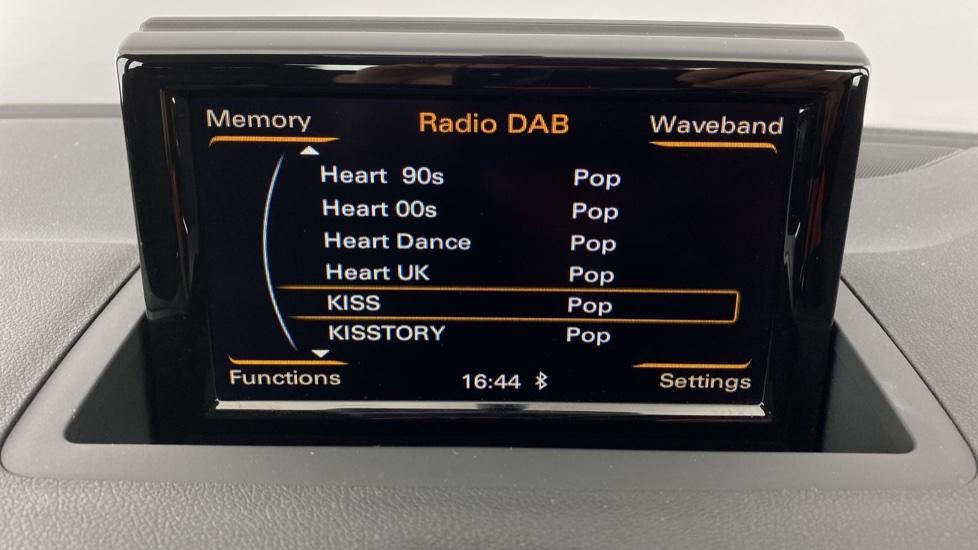 Memory Radio DAB Waveband
Heart 90s Pop
Heart 00s Pop
Heart Dance Pop
Heart UK Pop
KISS Pop
KISSTORY Pop
Functions 16:44 Settings